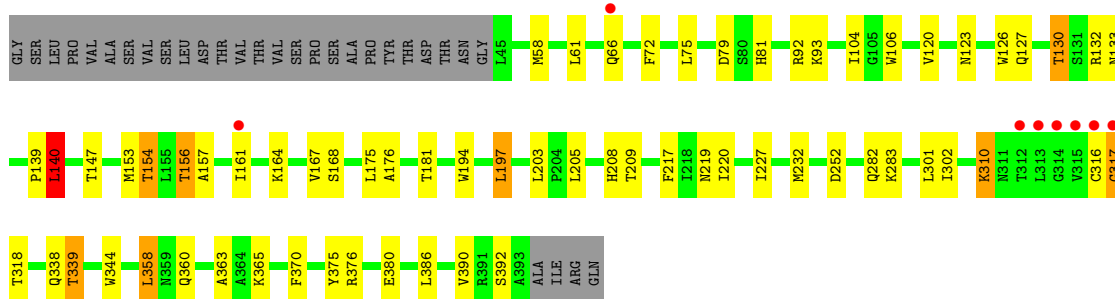 GLY SER LEU PRO VAL ALA SER VAL SER LEU ASP THR VAL THR VAL SER PRO SER ALA PRO TYR THR THR ASP THR ASN GLY L45 M58 L61 Q66 F72 L75 D79 S80 H81 R92 K93 I104 G105 W106 V120 N123 W126 Q127 T130 S131 R132 N133
P139 L140 T147 M153 T154 L155 T156 A157 I161 K164 V167 S168 L175 A176 T181 W194 L197 L203 P204 L205 H208 T209 F217 I218 N219 I220 I227 M232 D252 Q282 K283 L301 I302 K310 N311 T312 L313 G314 V315 C316
T318 Q338 T339 W344 L358 N359 Q360 A363 A364 K365 F370 Y375 R376 E380 L386 V390 R391 S392 A393 ALA ILE ARG GLN